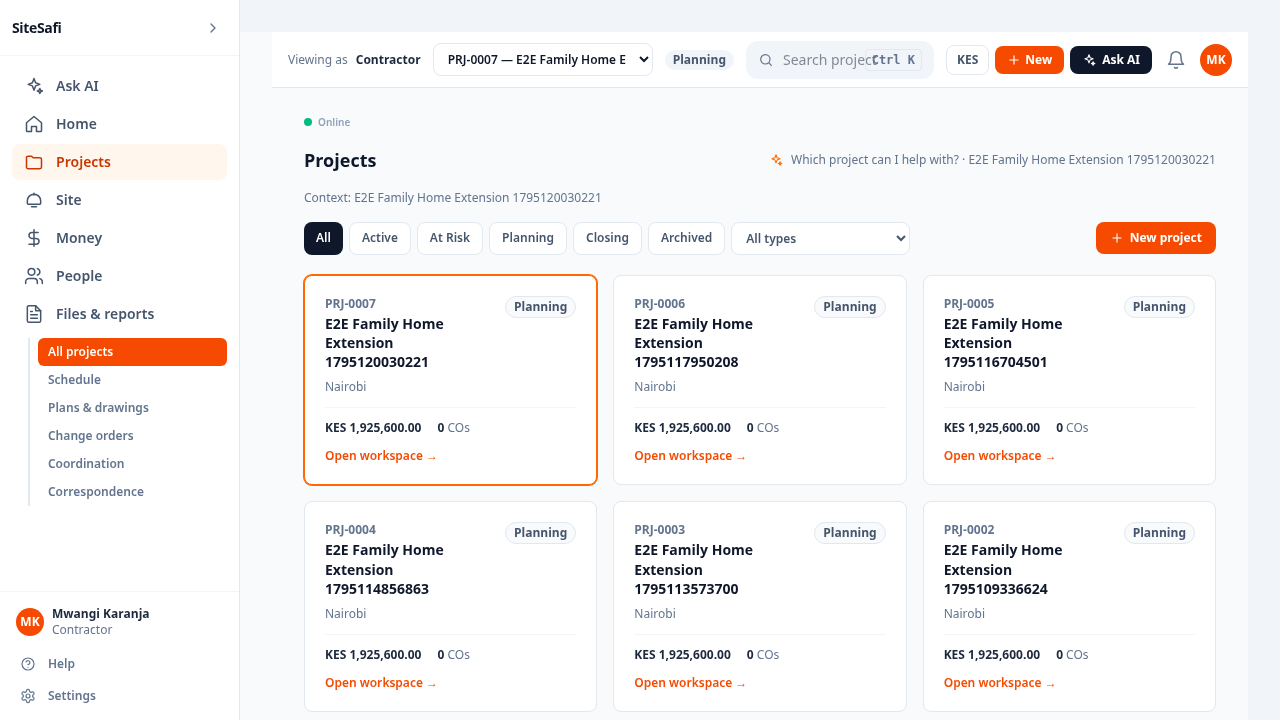 SiteSafi
Ask AI
Home
Projects
Site
Money
People
Files & reports
All projects
Schedule
Plans & drawings
Change orders
Coordination
Correspondence
MK
Mwangi Karanja
Contractor
Help
Settings
Viewing as Contractor
PRJ-0007 — E2E Family Home E
Planning
Search project
Ctrl K
KES
New
Ask AI
MK
Online
Projects
Which project can I help with? · E2E Family Home Extension 1795120030221
Context: E2E Family Home Extension 1795120030221
All
Active
At Risk
Planning
Closing
Archived
All types
New project
PRJ-0007
Planning
E2E Family Home
Extension
1795120030221
Nairobi
KES 1,925,600.00 0 COs
Open workspace →
PRJ-0006
Planning
E2E Family Home
Extension
1795117950208
Nairobi
KES 1,925,600.00 0 COs
Open workspace →
PRJ-0005
Planning
E2E Family Home
Extension
1795116704501
Nairobi
KES 1,925,600.00 0 COs
Open workspace →
PRJ-0004
Planning
E2E Family Home
Extension
1795114856863
Nairobi
KES 1,925,600.00 0 COs
Open workspace →
PRJ-0003
Planning
E2E Family Home
Extension
1795113573700
Nairobi
KES 1,925,600.00 0 COs
Open workspace →
PRJ-0002
Planning
E2E Family Home
Extension
1795109336624
Nairobi
KES 1,925,600.00 0 COs
Open workspace →